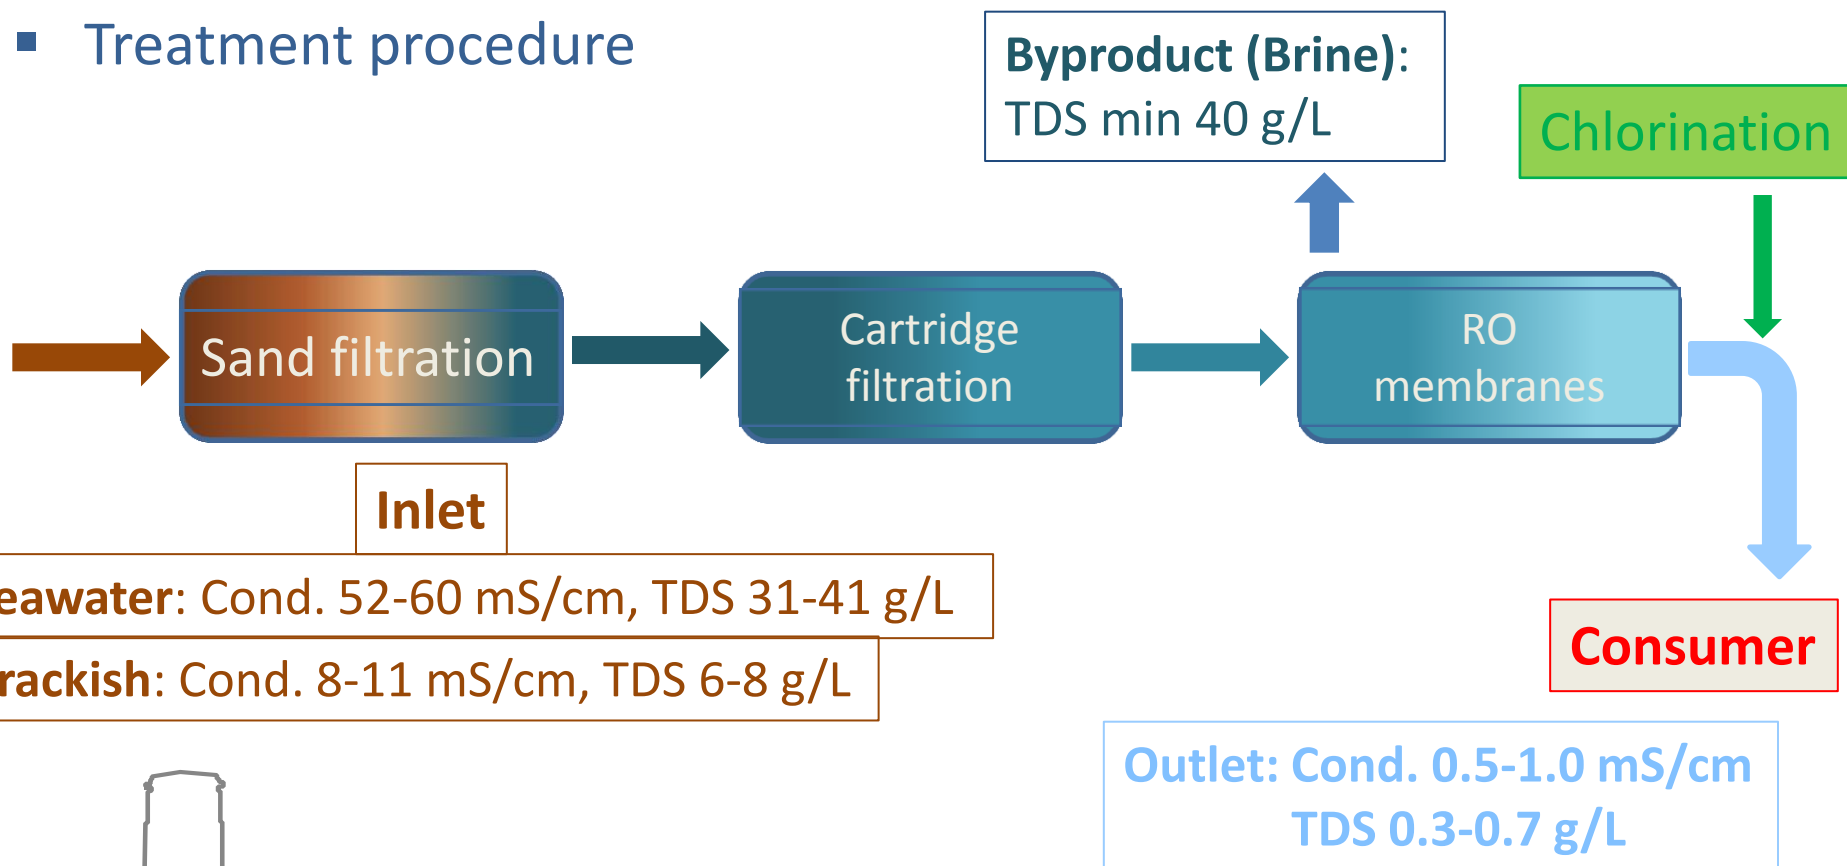 ▪ Treatment procedure
Byproduct (Brine):
TDS min 40 g/L
Chlorination
Sand filtration
Cartridge
filtration
RO
membranes
Inlet
eawater: Cond. 52-60 mS/cm, TDS 31-41 g/L
rackish: Cond. 8-11 mS/cm, TDS 6-8 g/L
Consumer
Outlet: Cond. 0.5-1.0 mS/cm
TDS 0.3-0.7 g/L